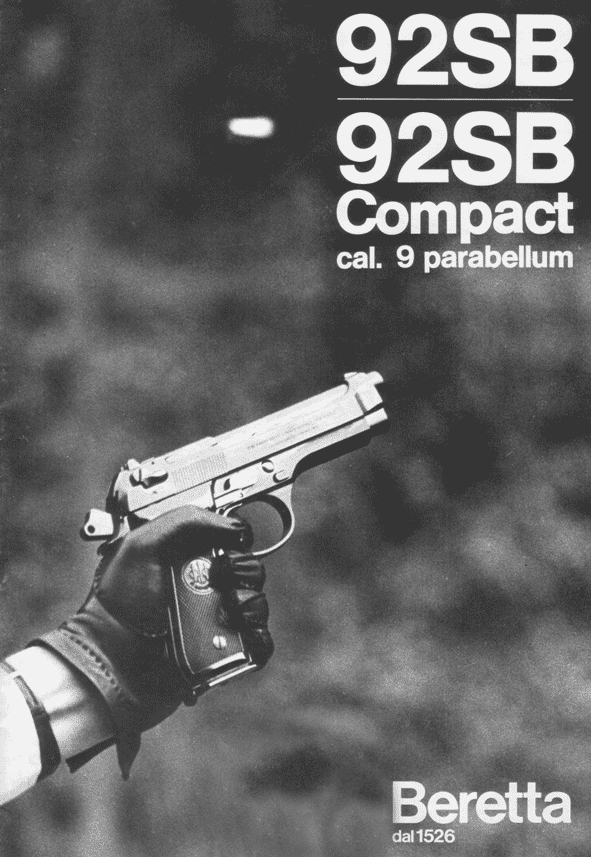 92SB
92SB
Compact
cal. 9 parabellum
Beretta
dal 1526